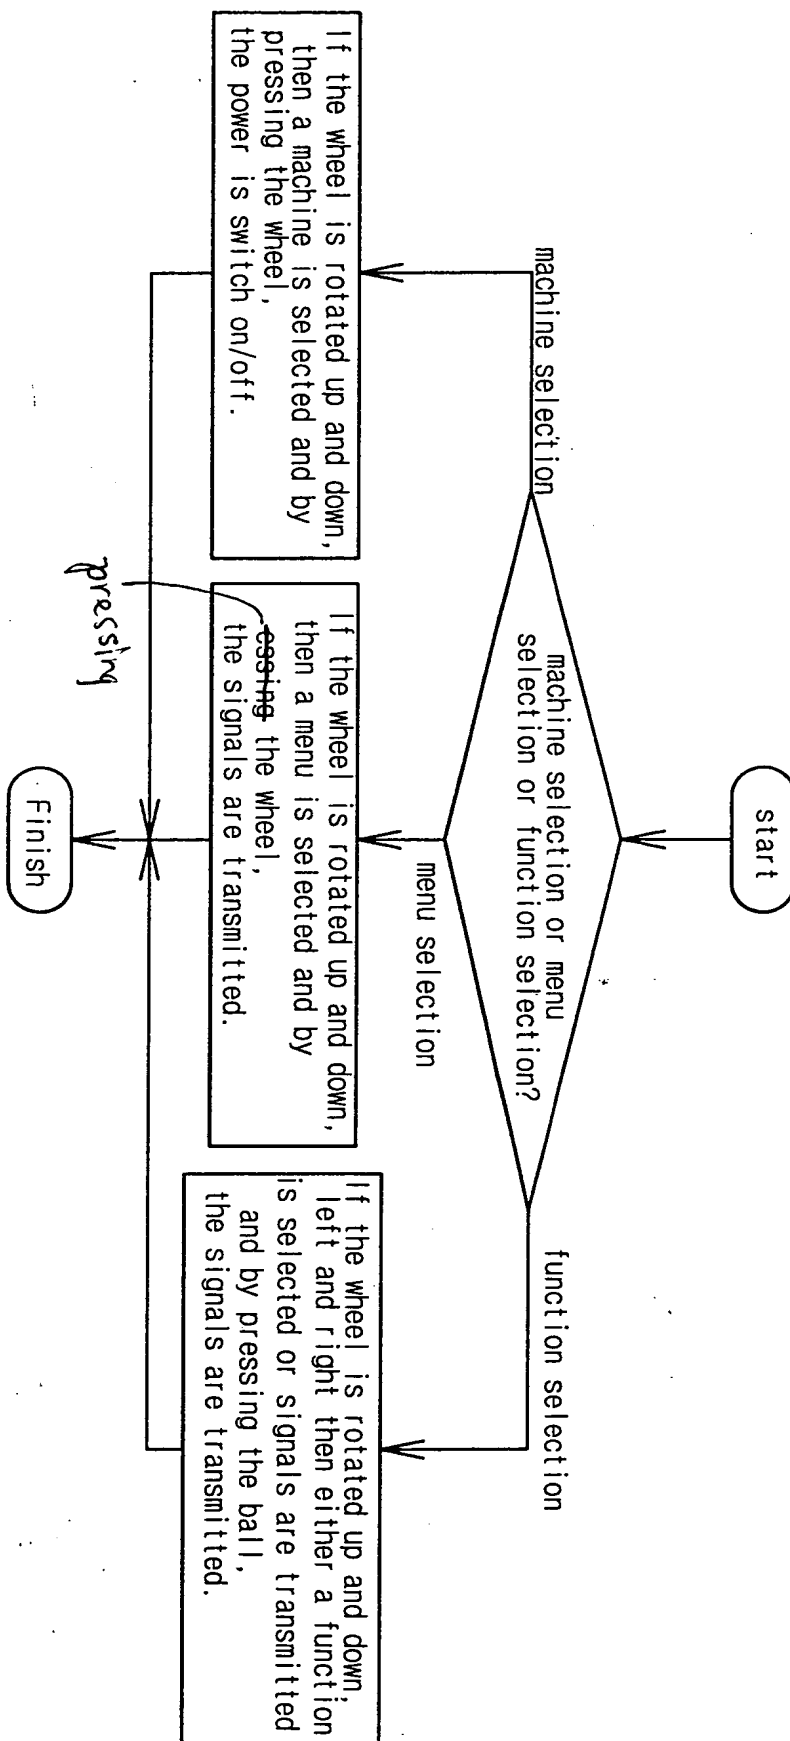 start
machine selection or menu
selection or function selection?
machine selection
menu selection
function selection
If the wheel is rotated up and down,
then a machine is selected and by
pressing the wheel,
the power is switch on/off.
If the wheel is rotated up and down,
then a menu is selected and by
essing the wheel,
the signals are transmitted.
pressing
If the wheel is rotated up and down,
left and right then either a function
is selected or signals are transmitted
and by pressing the ball,
the signals are transmitted.
Finish